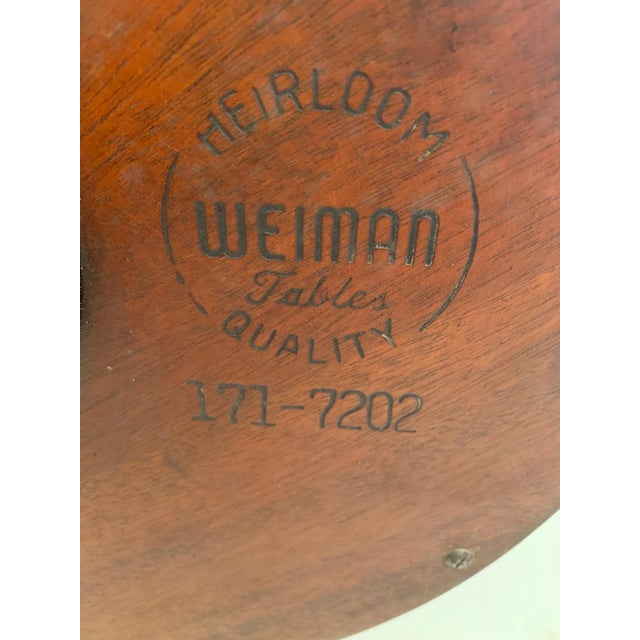 HEIRLOOM
WEIMAN
Tables
QUALITY
171-7202